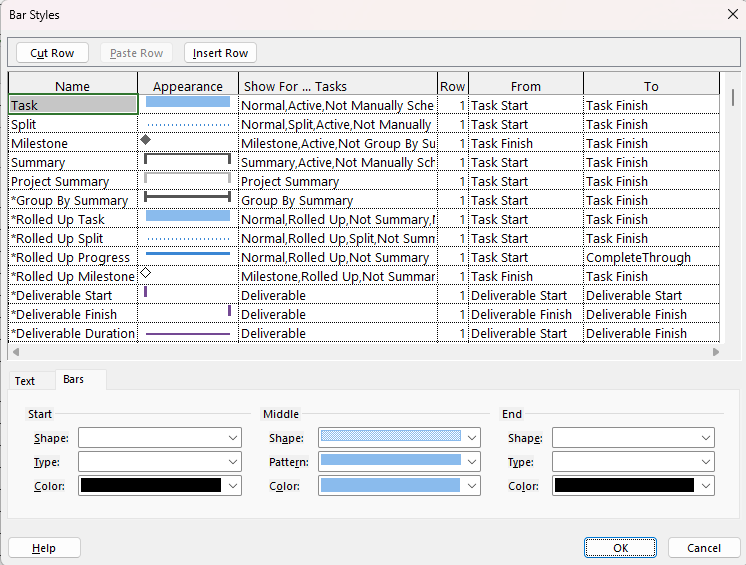 Bar Styles
Cut Row Paste Row Insert Row
Name Appearance Show For ... Tasks Row From To
Task Normal,Active,Not Manually Sche 1 Task Start Task Finish
Split Normal,Split,Active,Not Manually 1 Task Start Task Finish
Milestone Milestone,Active,Not Group By Su 1 Task Finish Task Finish
Summary Summary,Active,Not Manually Sch 1 Task Start Task Finish
Project Summary Project Summary 1 Task Start Task Finish
*Group By Summary Group By Summary 1 Task Start Task Finish
*Rolled Up Task Normal,Rolled Up,Not Summary,N 1 Task Start Task Finish
*Rolled Up Split Normal,Rolled Up,Split,Not Summ 1 Task Start Task Finish
*Rolled Up Progress Normal,Rolled Up,Not Summary 1 Task Start CompleteThrough
*Rolled Up Milestone Milestone,Rolled Up,Not Summar 1 Task Finish Task Finish
*Deliverable Start Deliverable 1 Deliverable Start Deliverable Start
*Deliverable Finish Deliverable 1 Deliverable Finish Deliverable Finish
*Deliverable Duration Deliverable 1 Deliverable Start Deliverable Finish
Text Bars
Start Middle End
Shape: Shape: Shape:
Type: Pattern: Type:
Color: Color: Color:
Help OK Cancel